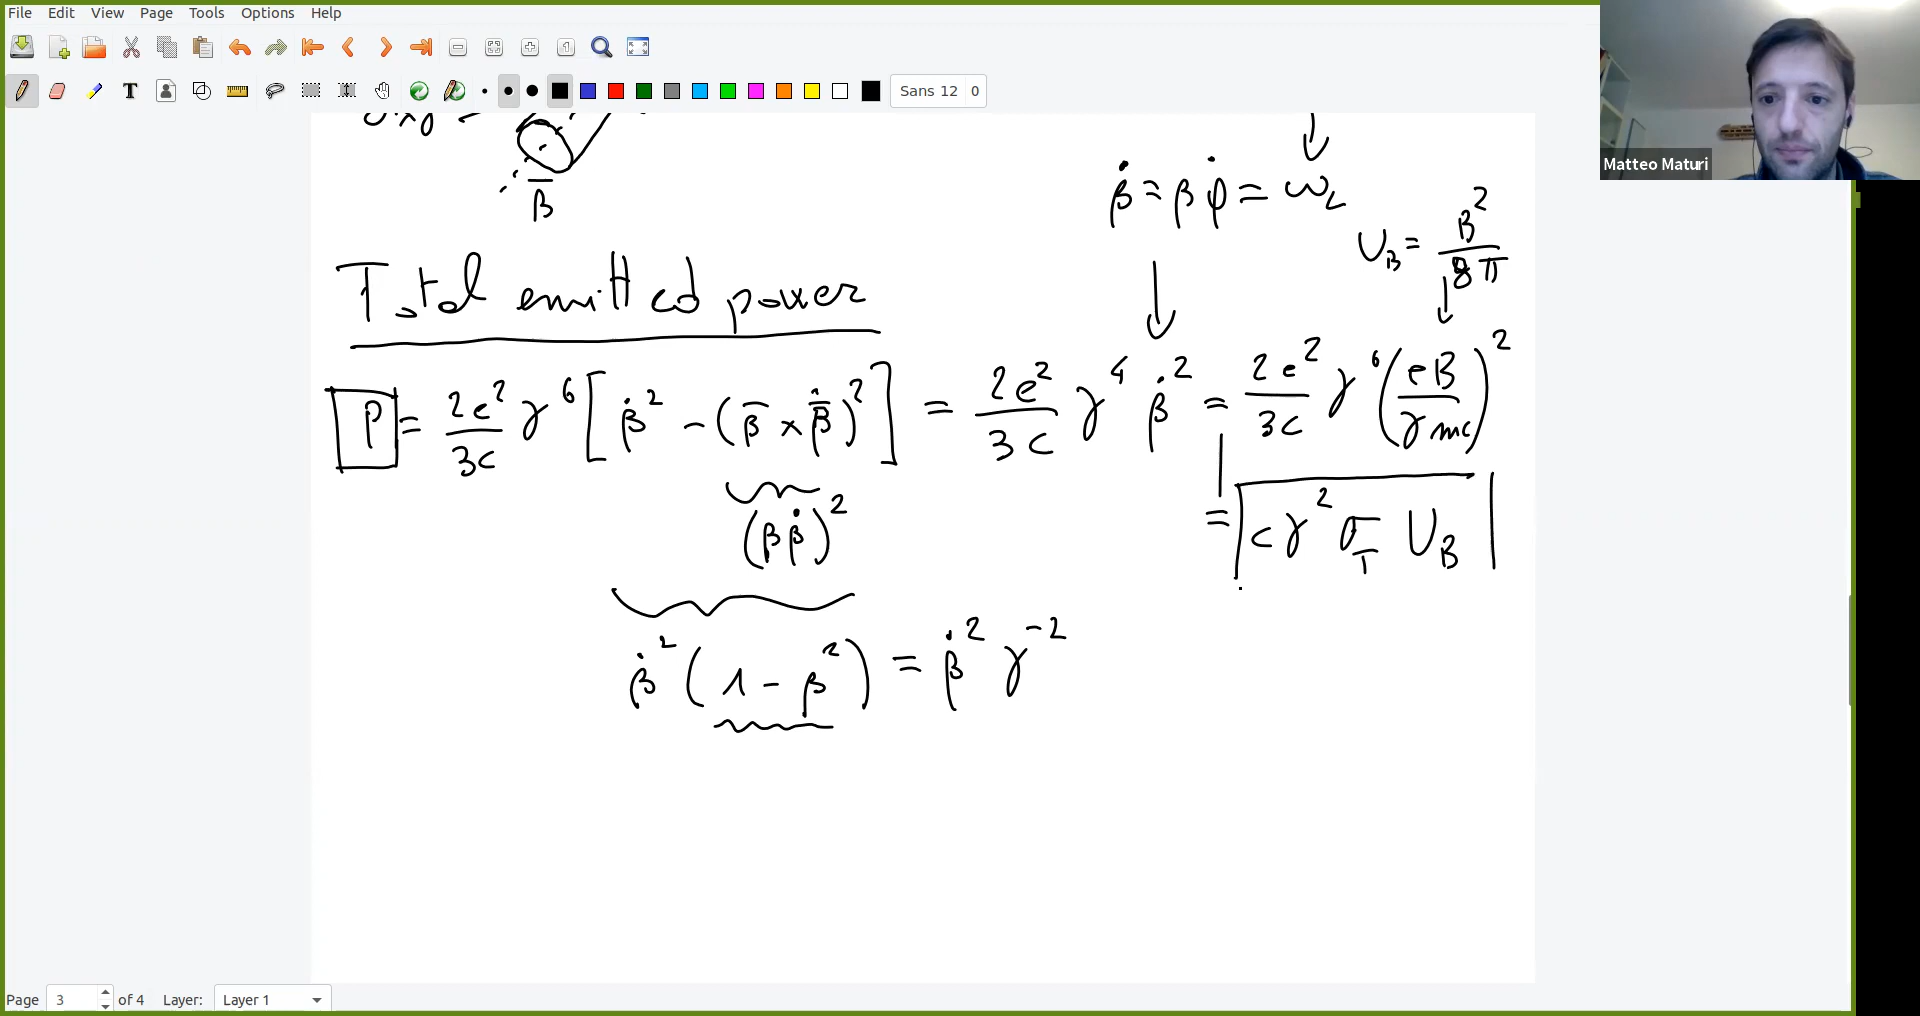 File Edit View Page Tools Options Help
Sans 12 0
Matteo Maturi
β̄
β̇ = β φ̇ = ω_L
U_B = B² / 8π
Total emitted power
P = 2e²/3c γ⁶ [β̇² − (β̄ × β̄̇)²] = 2e²/3c γ⁴ β̇² = 2e²/3c γ⁶ (eB/γmc)²
(ββ̇)²
= cγ² σ_T U_B
β̇² (1 − β²) = β̇² γ⁻²
Page 3 of 4 Layer: Layer 1